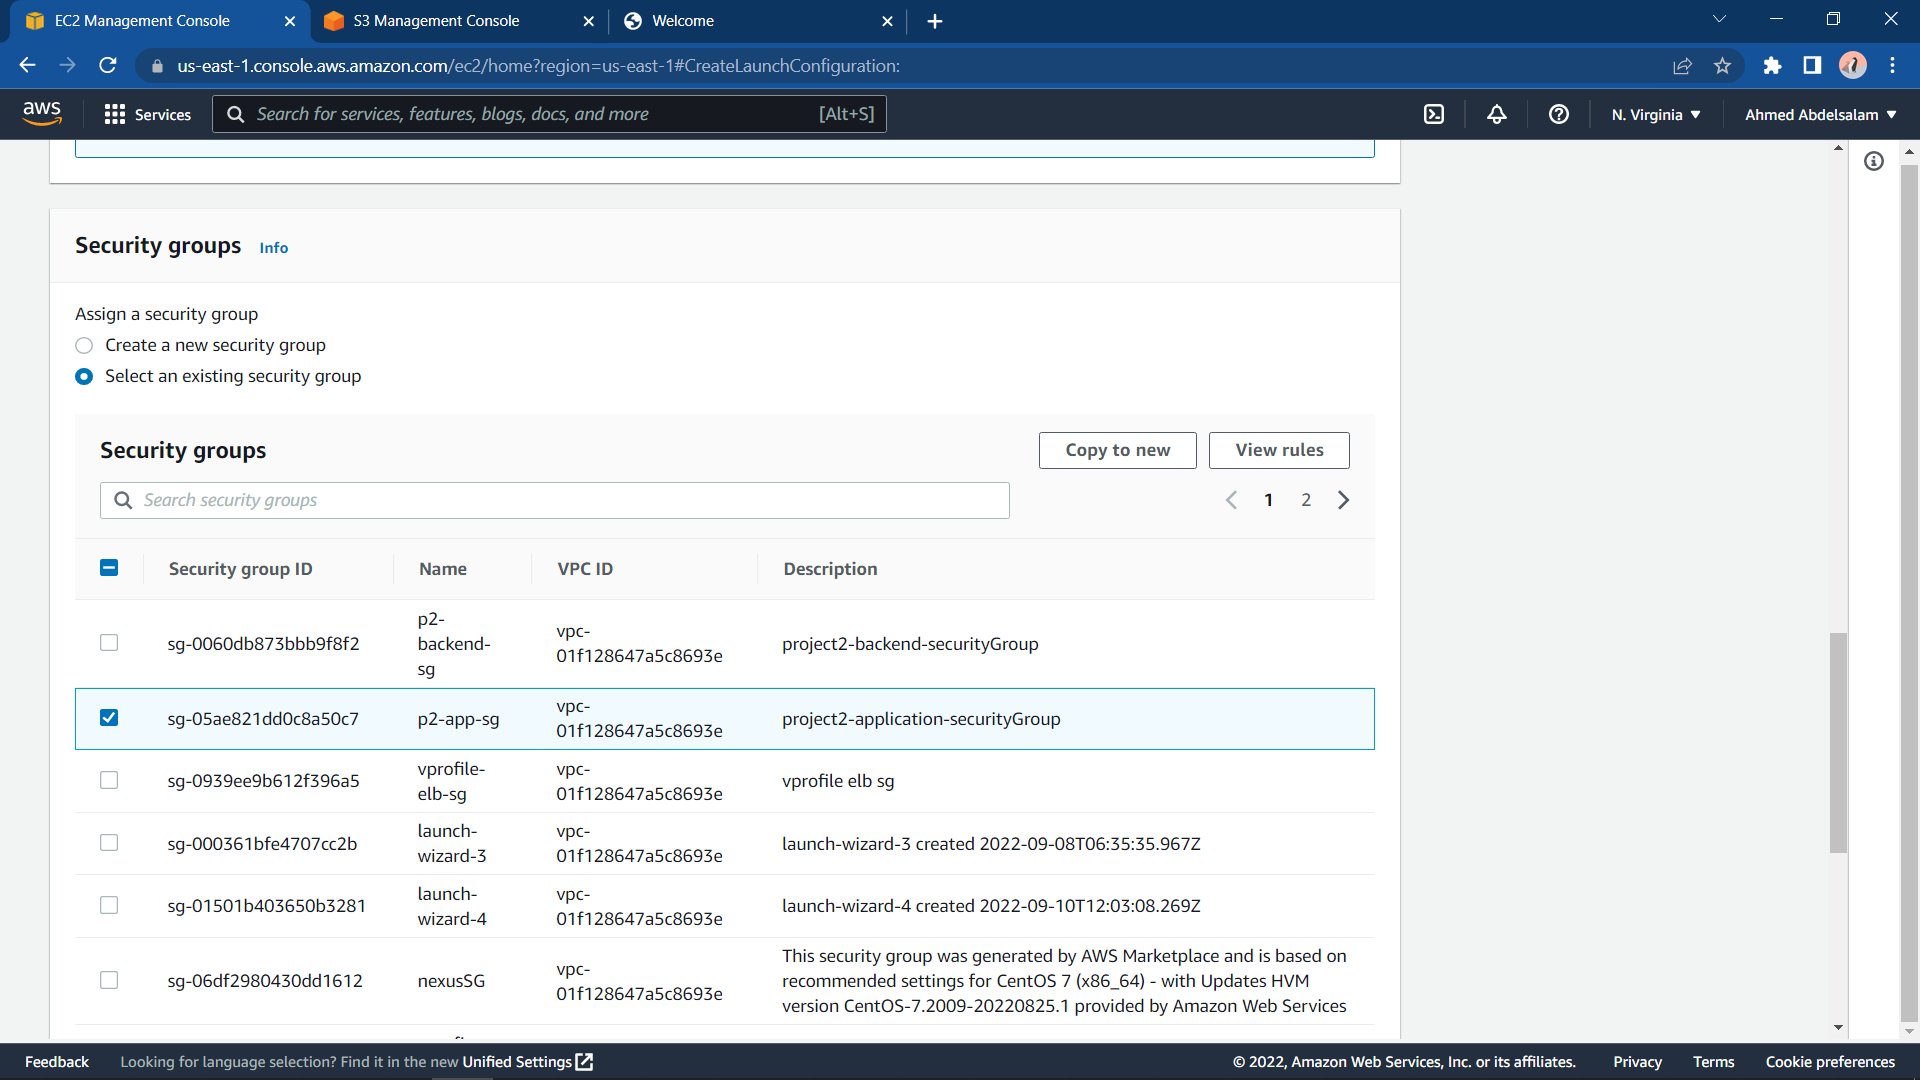 EC2 Management Console
S3 Management Console
Welcome
us-east-1.console.aws.amazon.com/ec2/home?region=us-east-1#CreateLaunchConfiguration:
aws
Services
Search for services, features, blogs, docs, and more
[Alt+S]
N. Virginia
Ahmed Abdelsalam
Security groups
Info
Assign a security group
Create a new security group
Select an existing security group
Security groups
Copy to new
View rules
Search security groups
1
2
Security group ID
Name
VPC ID
Description
sg-0060db873bbb9f8f2
p2-
backend-
sg
vpc-
01f128647a5c8693e
project2-backend-securityGroup
sg-05ae821dd0c8a50c7
p2-app-sg
vpc-
01f128647a5c8693e
project2-application-securityGroup
sg-0939ee9b612f396a5
vprofile-
elb-sg
vpc-
01f128647a5c8693e
vprofile elb sg
sg-000361bfe4707cc2b
launch-
wizard-3
vpc-
01f128647a5c8693e
launch-wizard-3 created 2022-09-08T06:35:35.967Z
sg-01501b403650b3281
launch-
wizard-4
vpc-
01f128647a5c8693e
launch-wizard-4 created 2022-09-10T12:03:08.269Z
sg-06df2980430dd1612
nexusSG
vpc-
01f128647a5c8693e
This security group was generated by AWS Marketplace and is based on
recommended settings for CentOS 7 (x86_64) - with Updates HVM
version CentOS-7.2009-20220825.1 provided by Amazon Web Services
Feedback
Looking for language selection? Find it in the new Unified Settings
© 2022, Amazon Web Services, Inc. or its affiliates.
Privacy
Terms
Cookie preferences